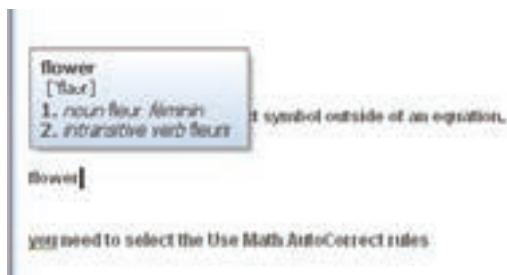 flower
['flaʊr]
1. noun fleur féminin
2. intransitive verb fleurir
t symbol outside of an equation,
flower
you need to select the Use Math AutoCorrect rules